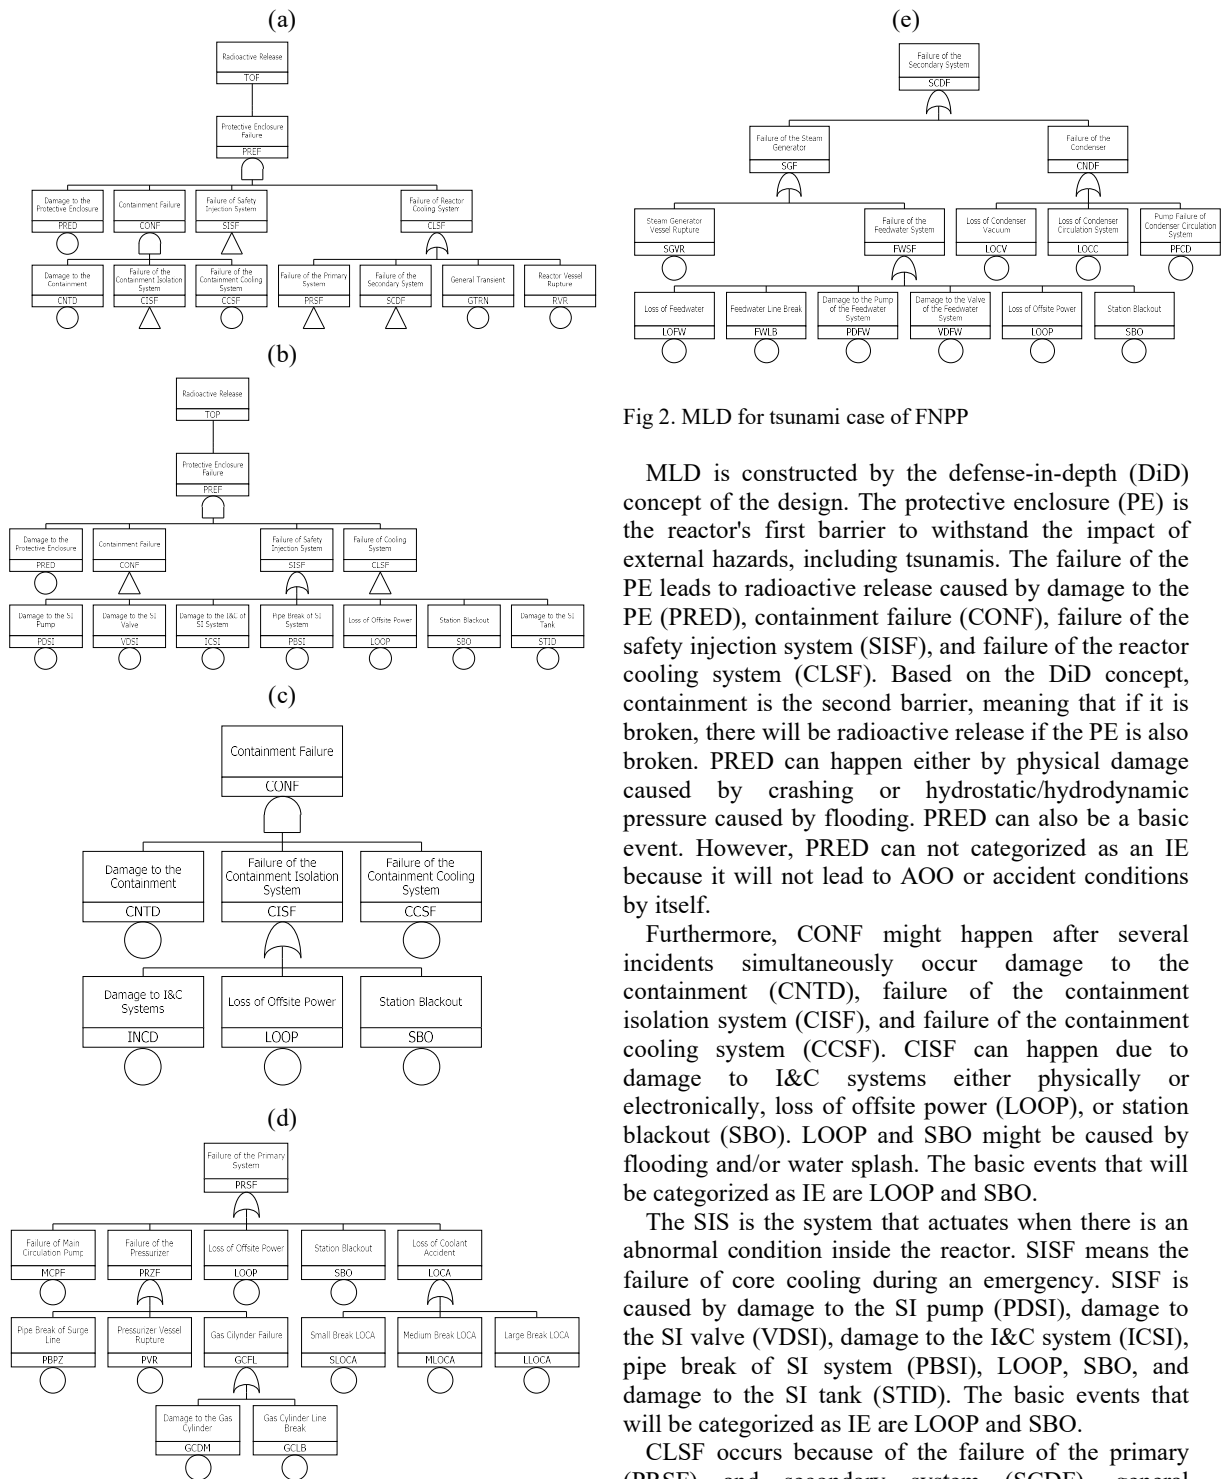 (a)
Radioactive Release
TOF
Protective Enclosure
Failure
PREF
Damage to the
Protective Enclosure
PRED
Containment Failure
CONF
Failure of Safety
Injection System
SISF
Failure of Reactor
Cooling System
CLSF
Damage to the
Containment
CNTD
Failure of the
Containment Isolation
System
CISF
Failure of the
Containment Cooling
System
CCSF
Failure of the Primary
System
PRSF
Failure of the
Secondary System
SCDF
General Transient
GTRN
Reactor Vessel
Rupture
RVR
(b)
Radioactive Release
TOP
Protective Enclosure
Failure
PREF
Damage to the
Protective Enclosure
PRED
Containment Failure
CONF
Failure of Safety
Injection System
SISF
Failure of Cooling
System
CLSF
Damage to the SI
Pump
PDSI
Damage to the SI
Valve
VDSI
Damage to the I&C of
SI System
ICSI
Pipe Break of SI
System
PBSI
Loss of Offsite Power
LOOP
Station Blackout
SBO
Damage to the SI
Tank
STID
(c)
Containment Failure
CONF
Damage to the
Containment
CNTD
Failure of the
Containment Isolation
System
CISF
Failure of the
Containment Cooling
System
CCSF
Damage to I&C
Systems
INCD
Loss of Offsite Power
LOOP
Station Blackout
SBO
(d)
Failure of the Primary
System
PRSF
Failure of Main
Circulation Pump
MCPF
Failure of the
Pressurizer
PRZF
Loss of Offsite Power
LOOP
Station Blackout
SBO
Loss of Coolant
Accident
LOCA
Pipe Break of Surge
Line
PBPZ
Pressurizer Vessel
Rupture
PVR
Gas Cilynder Failure
GCFL
Small Break LOCA
SLOCA
Medium Break LOCA
MLOCA
Large Break LOCA
LLOCA
Damage to the Gas
Cylinder
GCDM
Gas Cylinder Line
Break
GCLB
(e)
Failure of the
Secondary System
SCDF
Failure of the Steam
Generator
SGF
Failure of the
Condenser
CNDF
Steam Generator
Vessel Rupture
SGVR
Failure of the
Feedwater System
FWSF
Loss of Condenser
Vacuum
LOCV
Loss of Condenser
Circulation System
LOCC
Pump Failure of
Condenser Circulation
System
PFCD
Loss of Feedwater
LOFW
Feedwater Line Break
FWLB
Damage to the Pump
of the Feedwater
System
PDFW
Damage to the Valve
of the Feedwater
System
VDFW
Loss of Offsite Power
LOOP
Station Blackout
SBO
Fig 2. MLD for tsunami case of FNPP
MLD is constructed by the defense-in-depth (DiD)
concept of the design. The protective enclosure (PE) is
the reactor's first barrier to withstand the impact of
external hazards, including tsunamis. The failure of the
PE leads to radioactive release caused by damage to the
PE (PRED), containment failure (CONF), failure of the
safety injection system (SISF), and failure of the reactor
cooling system (CLSF). Based on the DiD concept,
containment is the second barrier, meaning that if it is
broken, there will be radioactive release if the PE is also
broken. PRED can happen either by physical damage
caused by crashing or hydrostatic/hydrodynamic
pressure caused by flooding. PRED can also be a basic
event. However, PRED can not categorized as an IE
because it will not lead to AOO or accident conditions
by itself.
Furthermore, CONF might happen after several
incidents simultaneously occur damage to the
containment (CNTD), failure of the containment
isolation system (CISF), and failure of the containment
cooling system (CCSF). CISF can happen due to
damage to I&C systems either physically or
electronically, loss of offsite power (LOOP), or station
blackout (SBO). LOOP and SBO might be caused by
flooding and/or water splash. The basic events that will
be categorized as IE are LOOP and SBO.
The SIS is the system that actuates when there is an
abnormal condition inside the reactor. SISF means the
failure of core cooling during an emergency. SISF is
caused by damage to the SI pump (PDSI), damage to
the SI valve (VDSI), damage to the I&C system (ICSI),
pipe break of SI system (PBSI), LOOP, SBO, and
damage to the SI tank (STID). The basic events that
will be categorized as IE are LOOP and SBO.
CLSF occurs because of the failure of the primary
(PRSF) and secondary system (SCDF), general